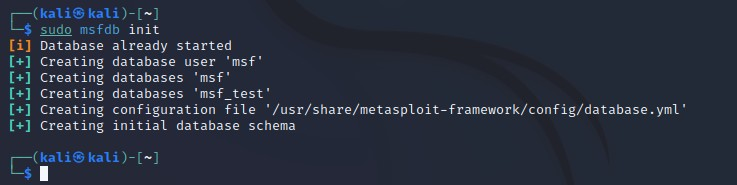 ┌──(kali㉿kali)-[~]
└─$ sudo msfdb init
[i] Database already started
[+] Creating database user 'msf'
[+] Creating databases 'msf'
[+] Creating databases 'msf_test'
[+] Creating configuration file '/usr/share/metasploit-framework/config/database.yml'
[+] Creating initial database schema
┌──(kali㉿kali)-[~]
└─$